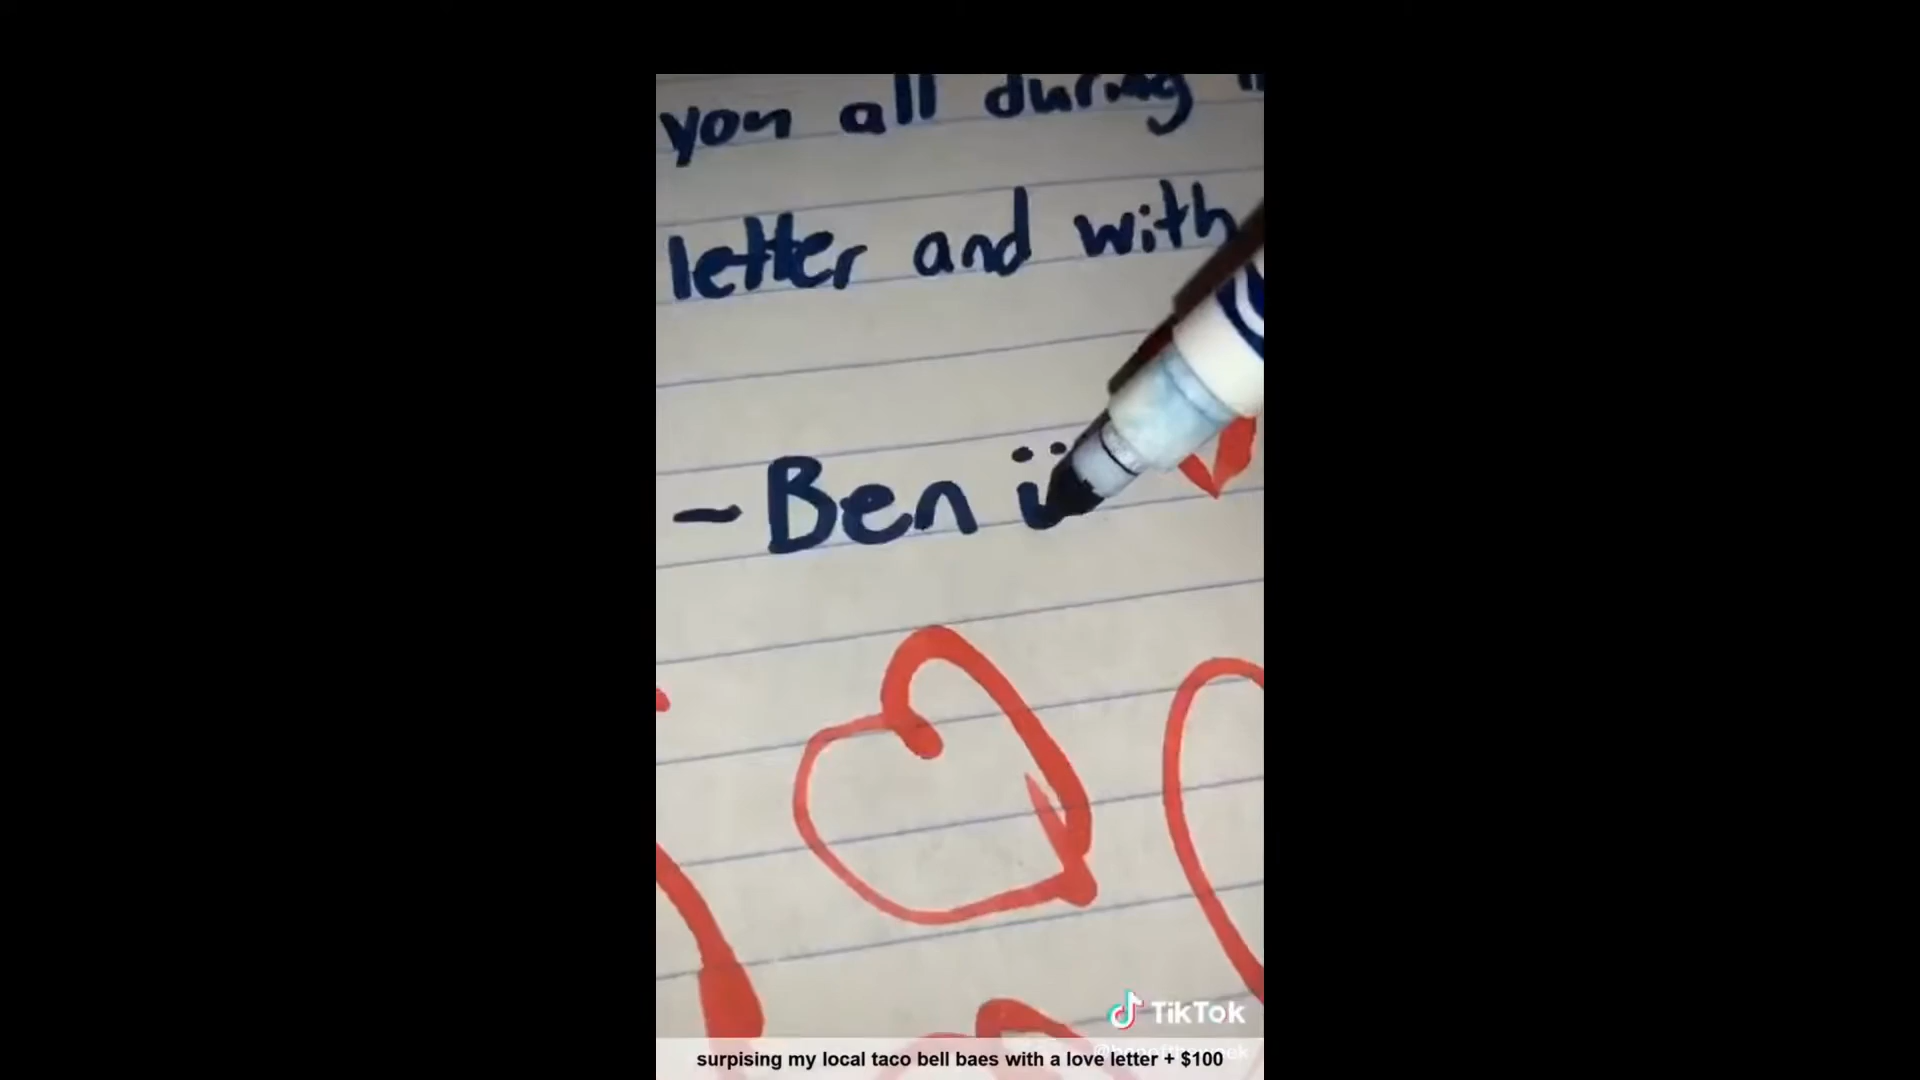 you all during
letter and with
~Ben
TikTok
surpising my local taco bell baes with a love letter + $100